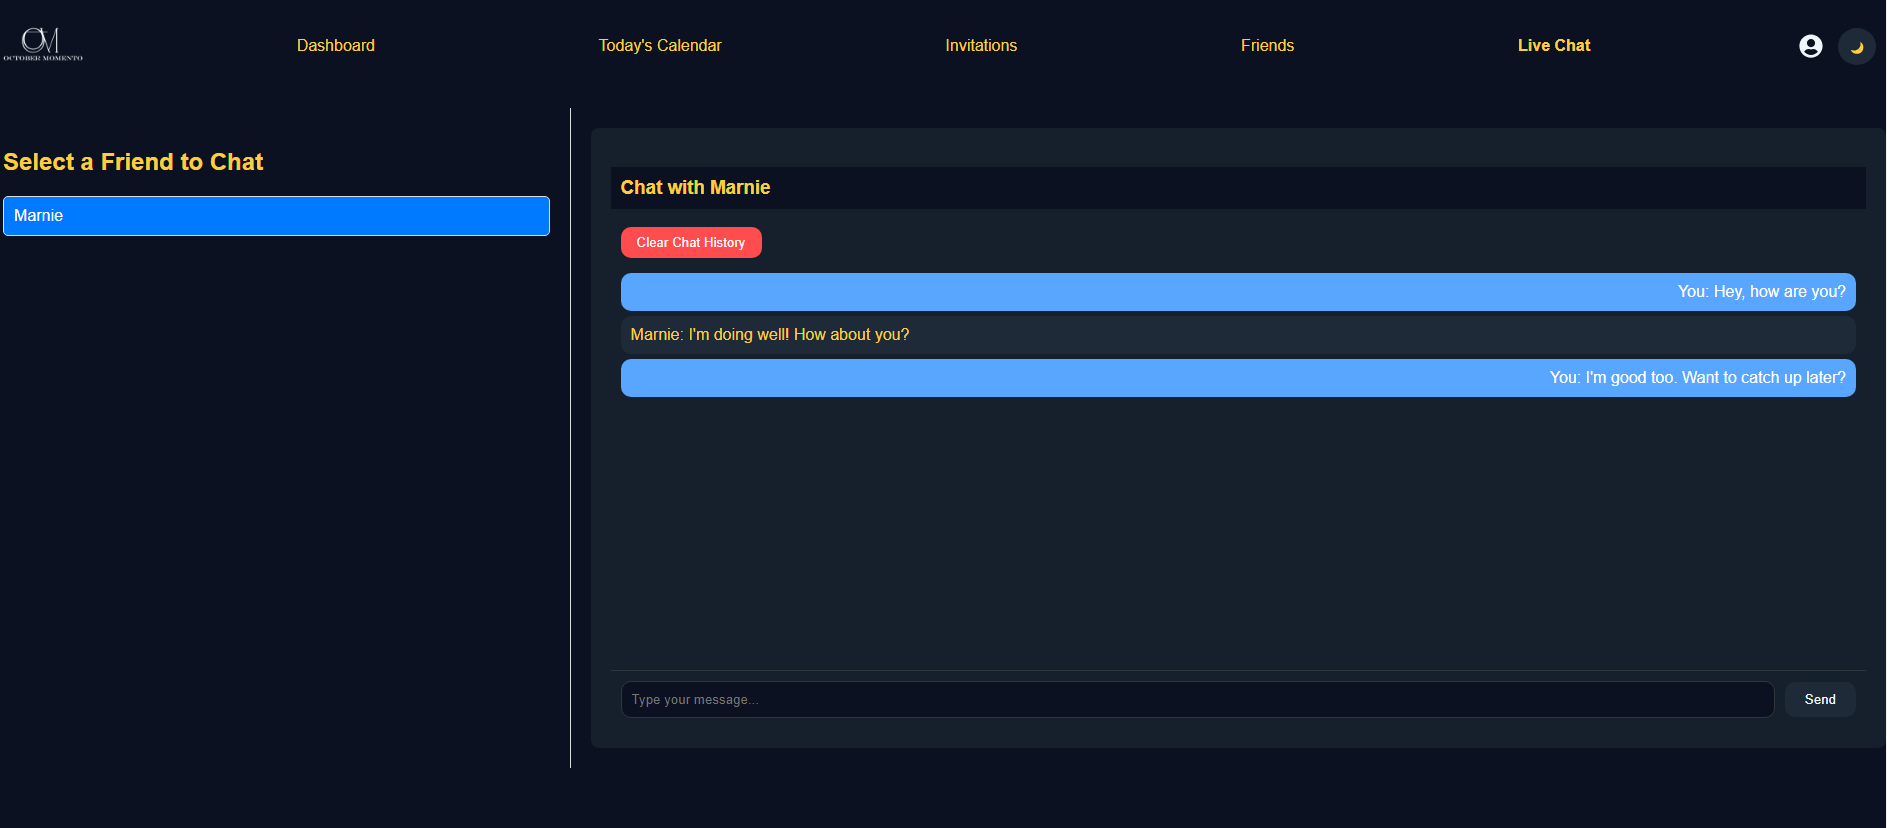 OM
OCTOBER MOMENTO
Dashboard
Today's Calendar
Invitations
Friends
Live Chat
Select a Friend to Chat
Marnie
Chat with Marnie
Clear Chat History
You: Hey, how are you?
Marnie: I'm doing well! How about you?
You: I'm good too. Want to catch up later?
Type your message...
Send